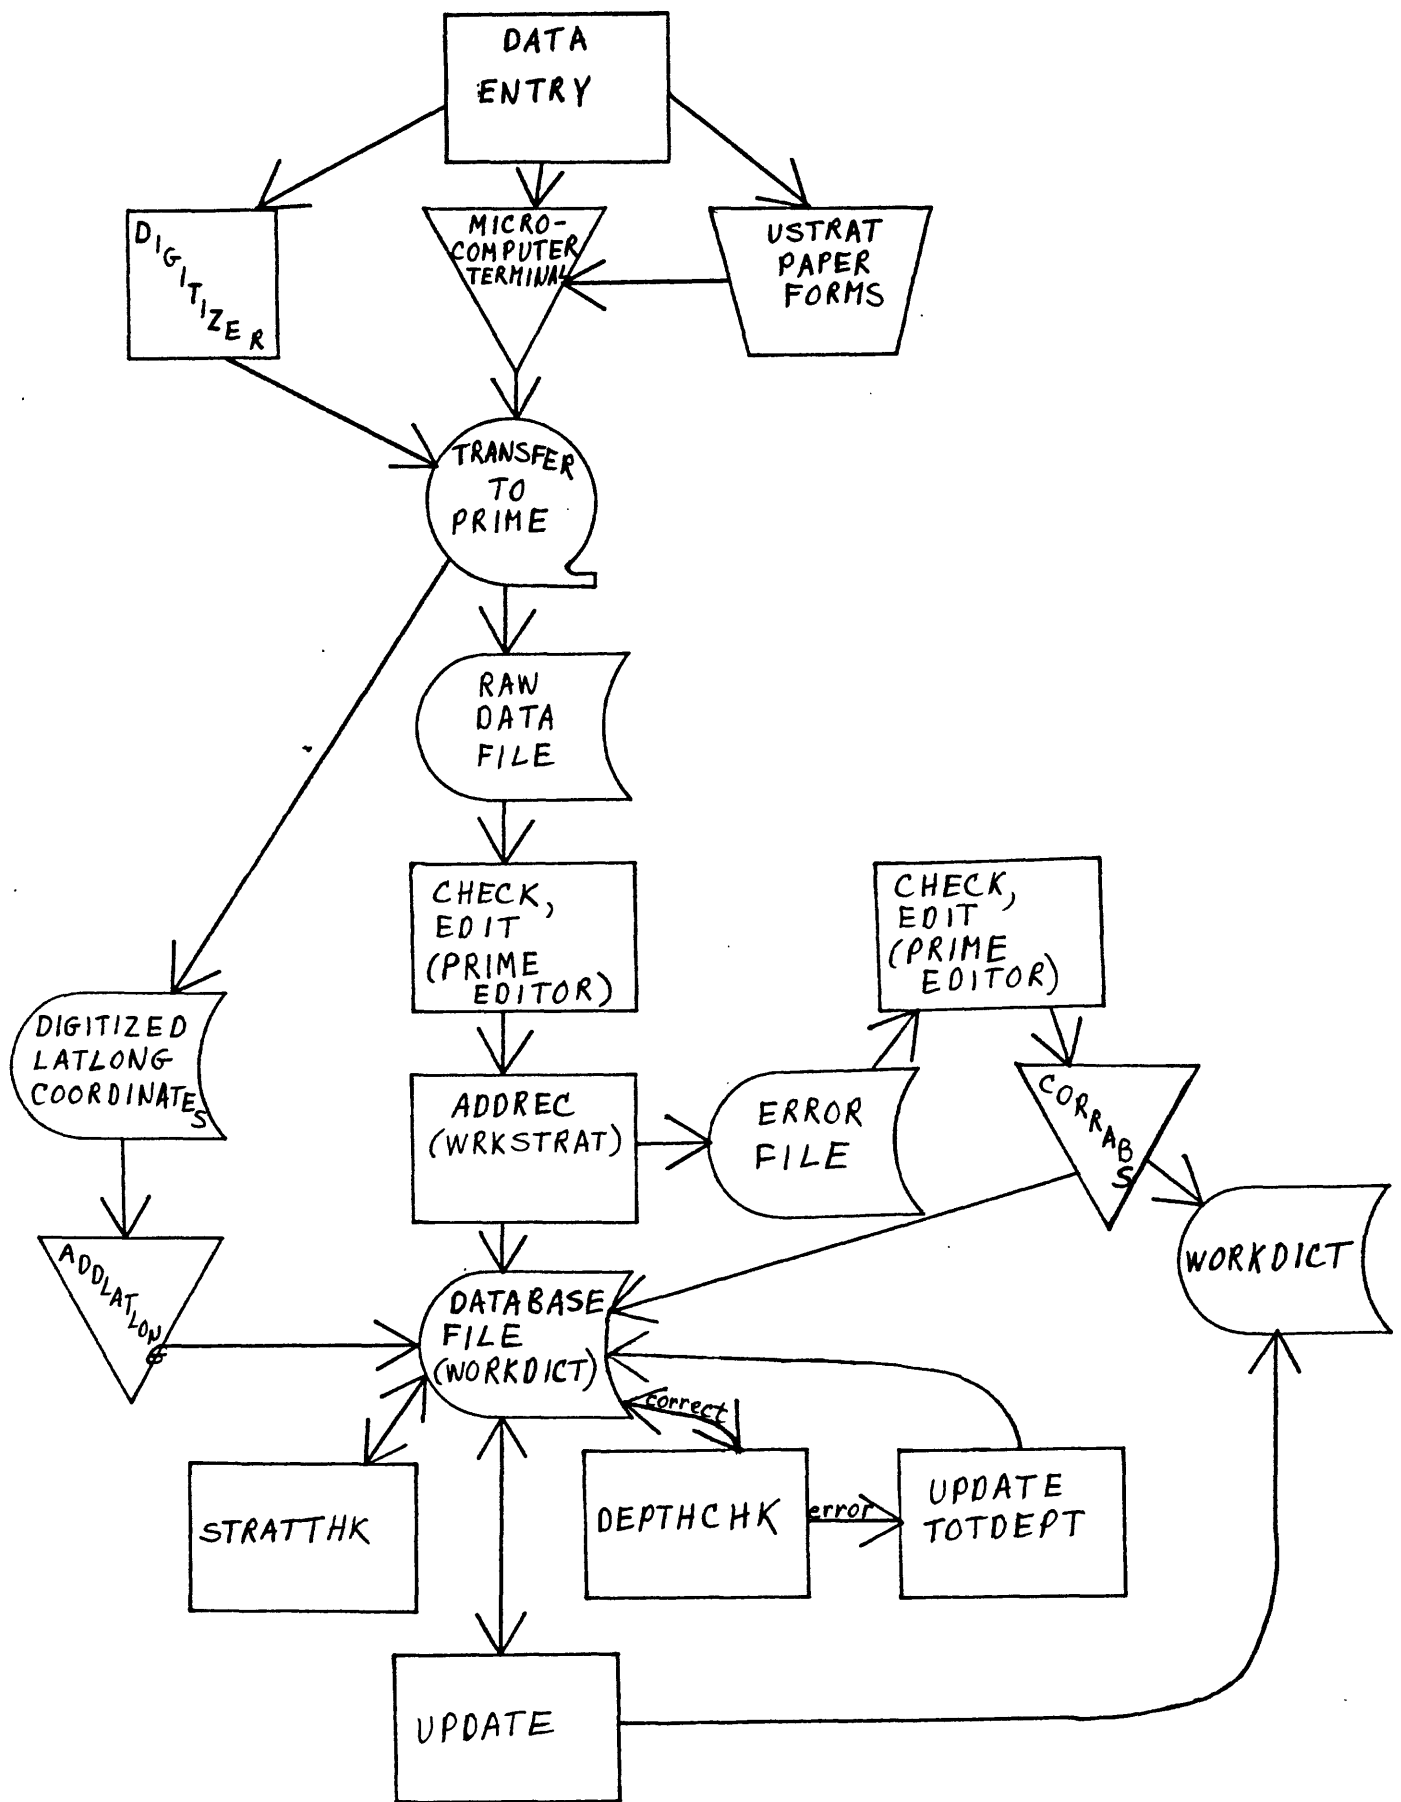 DATA
ENTRY
DIGITIZER
MICRO-
COMPUTER
TERMINAL
USTRAT
PAPER
FORMS
TRANSFER
TO
PRIME
RAW
DATA
FILE
CHECK,
EDIT
(PRIME
EDITOR)
CHECK,
EDIT
(PRIME
EDITOR)
DIGITIZED
LATLONG
COORDINATES
ADDREC
(WRKSTRAT)
ERROR
FILE
CORRABS
WORKDICT
ADDLATLONG
DATABASE
FILE
(WORKDICT)
correct
STRATTHK
DEPTHCHK
error
UPDATE
TOTDEPT
UPDATE